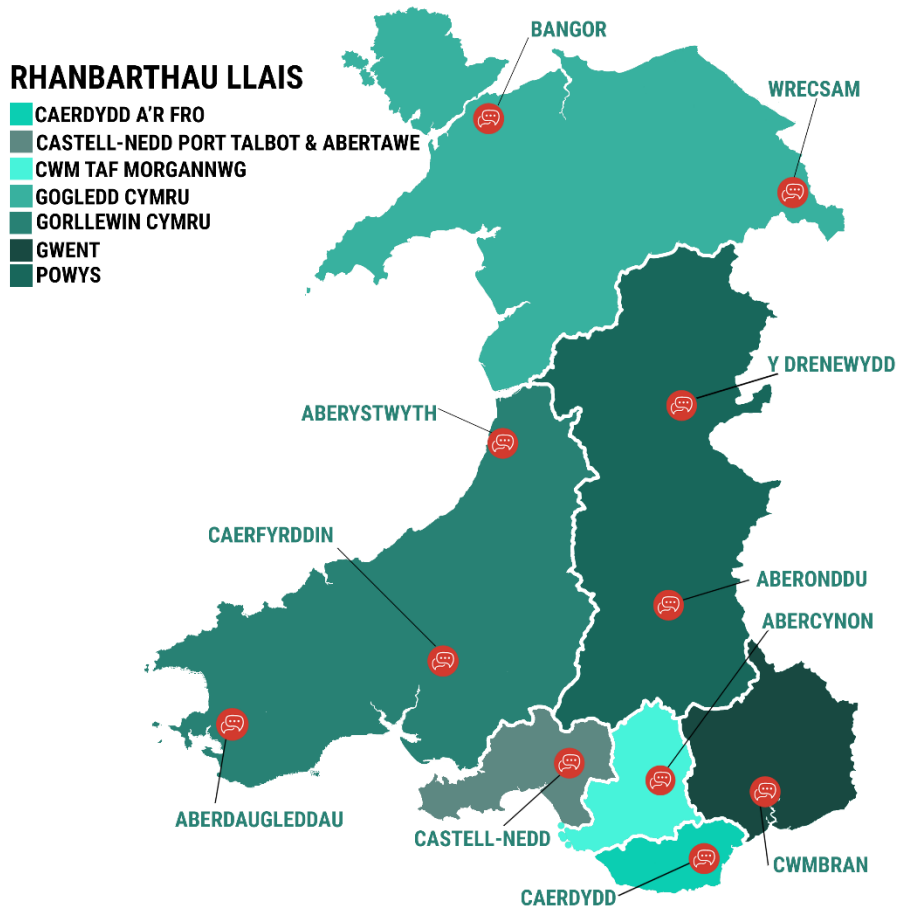 BANGOR
RHANBARTHAU LLAIS
WRECSAM
CAERDYDD A'R FRO
CASTELL-NEDD PORT TALBOT & ABERTAWE
CWM TAF MORGANNWG
GOGLEDD CYMRU
GORLLEWIN CYMRU
GWENT
POWYS
Y DRENEWYDD
ABERYSTWYTH
CAERFYRDDIN
ABERONDDU
ABERCYNON
ABERDAUGLEDDAU
CASTELL-NEDD
CWMBRAN
CAERDYDD